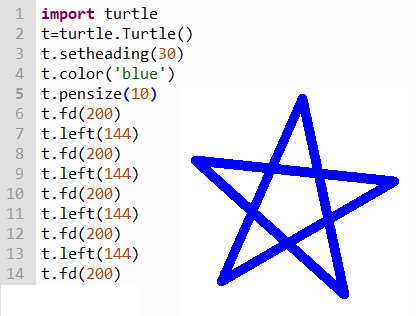 1 import turtle
2 t=turtle.Turtle()
3 t.setheading(30)
4 t.color('blue')
5 t.pensize(10)
6 t.fd(200)
7 t.left(144)
8 t.fd(200)
9 t.left(144)
10 t.fd(200)
11 t.left(144)
12 t.fd(200)
13 t.left(144)
14 t.fd(200)